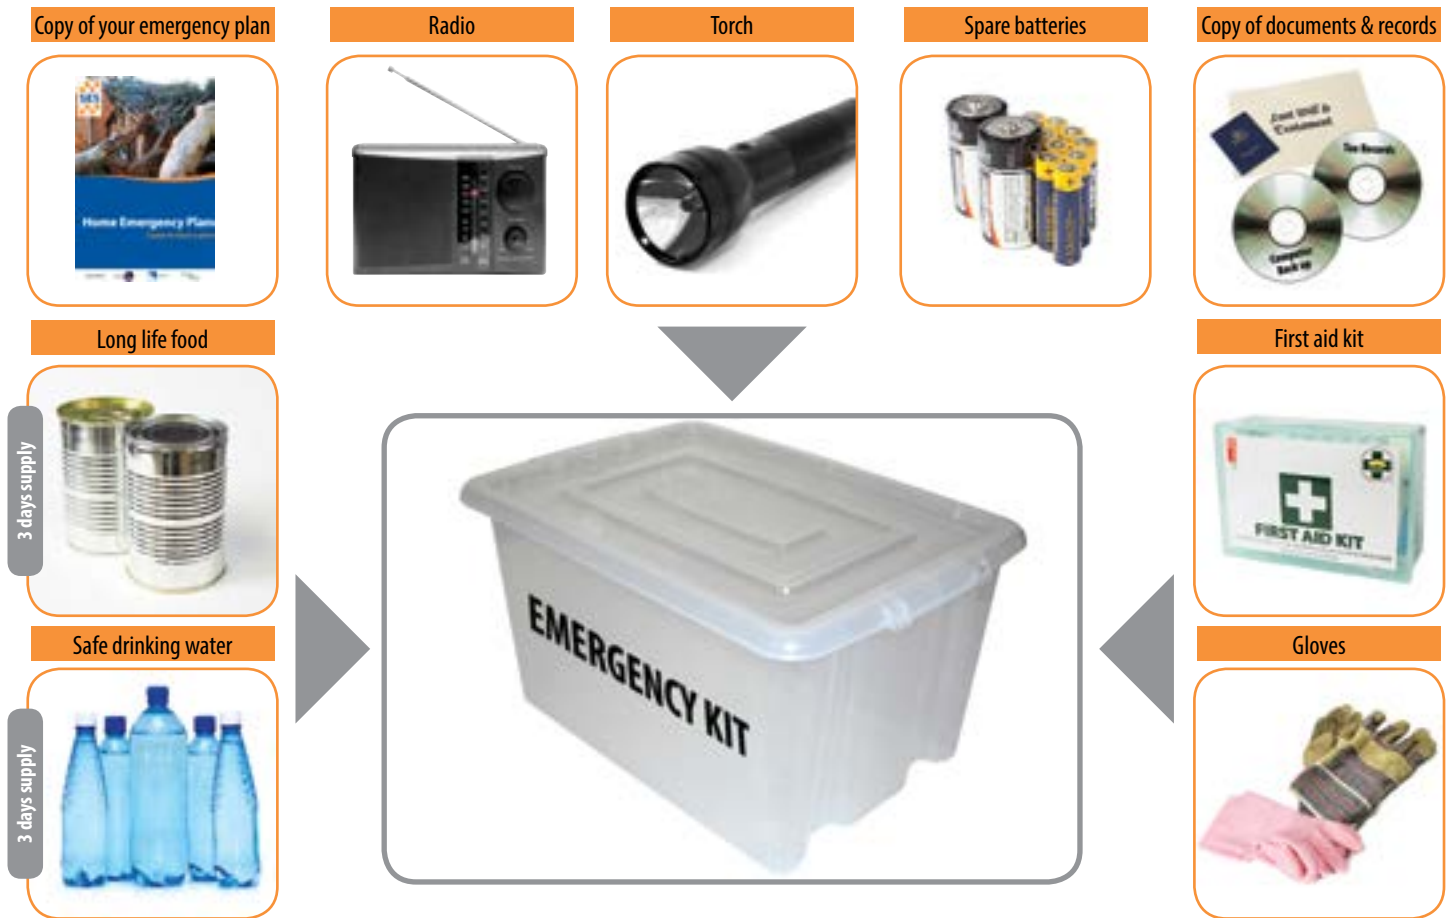 Copy of your emergency plan
Radio
Torch
Spare batteries
Copy of documents & records
SES
Home Emergency Plan
Last Will &
Testament
Tax Records
Computer
Back up
Long life food
3 days supply
First aid kit
FIRST AID KIT
EMERGENCY KIT
Safe drinking water
3 days supply
Gloves